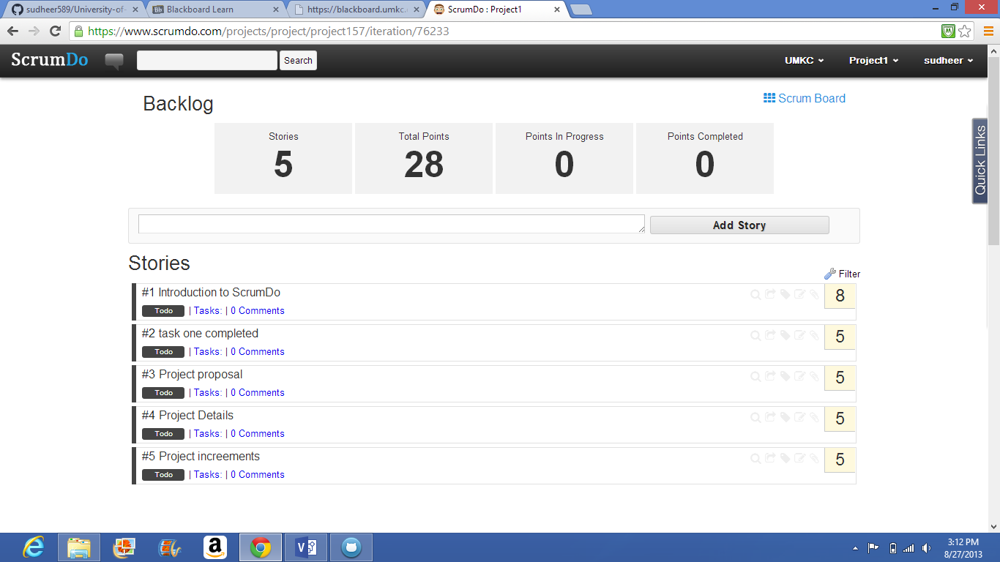 sudheer589/University-of-
Blackboard Learn
https://blackboard.umkc.
ScrumDo : Project1
https://www.scrumdo.com/projects/project/project157/iteration/76233
ScrumDo
Search
UMKC
Project1
sudheer
Backlog
Scrum Board
Stories
Total Points
Points In Progress
Points Completed
5
28
0
0
Quick Links
Add Story
Stories
Filter
#1 Introduction to ScrumDo
8
Todo | Tasks: | 0 Comments
#2 task one completed
5
Todo | Tasks: | 0 Comments
#3 Project proposal
5
Todo | Tasks: | 0 Comments
#4 Project Details
5
Todo | Tasks: | 0 Comments
#5 Project increements
5
Todo | Tasks: | 0 Comments
3:12 PM
8/27/2013